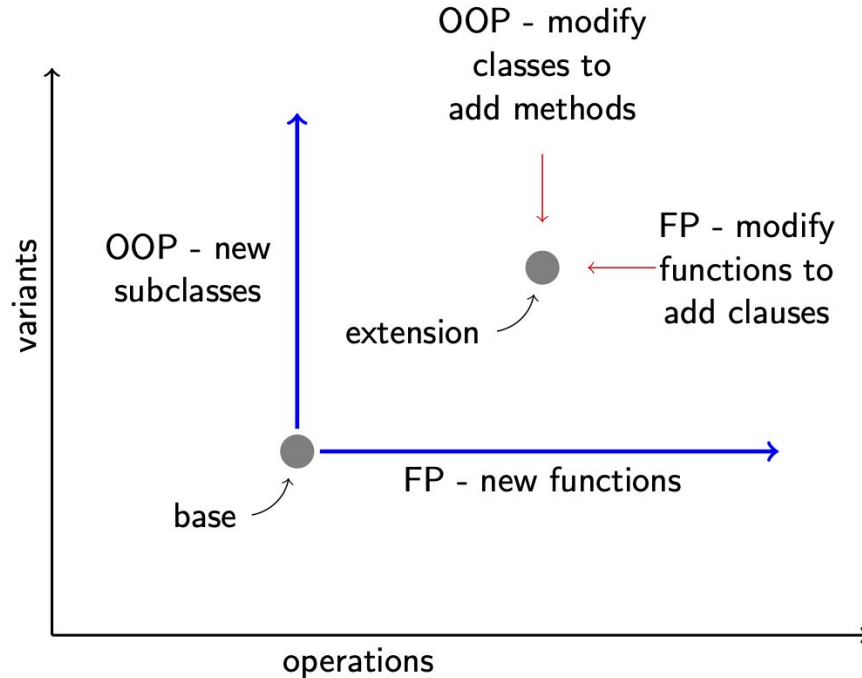 OOP - modify
classes to
add methods
OOP - new
subclasses
FP - modify
functions to
add clauses
variants
extension
FP - new functions
base
operations